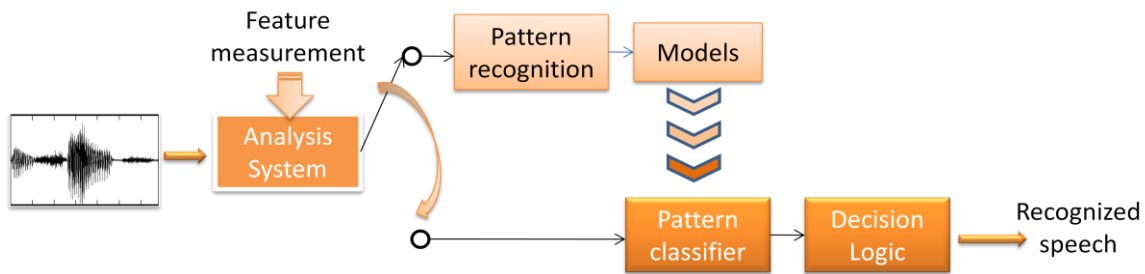 Feature
measurement
Analysis
System
Pattern
recognition
Models
Pattern
classifier
Decision
Logic
Recognized
speech